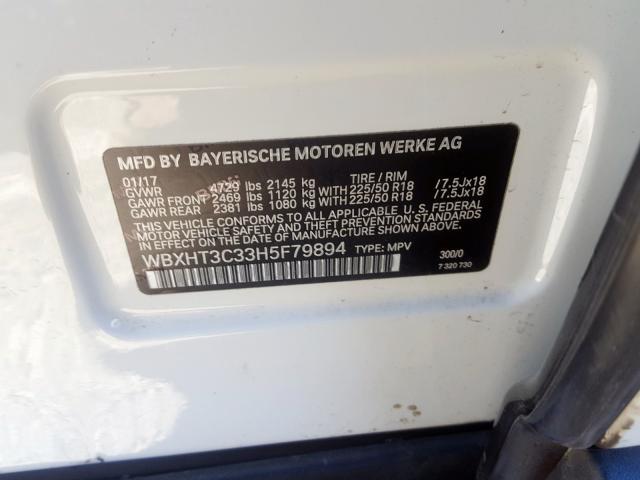 MFD BY BAYERISCHE MOTOREN WERKE AG
01/17 TIRE / RIM
GVWR 4729 lbs 2145 kg
GAWR FRONT 2469 lbs 1120 kg WITH 225/50 R18 /7.5Jx18
GAWR REAR 2381 lbs 1080 kg WITH 225/50 R18 /7.5Jx18
THIS VEHICLE CONFORMS TO ALL APPLICABLE U.S. FEDERAL
MOTOR VEHICLE SAFETY, BUMPER, AND THEFT PREVENTION
STANDARDS IN EFFECT ON THE DATE OF MANUFACTURE SHOWN ABOVE.
WBXHT3C33H5F79894 TYPE: MPV 300/0
7 320 730